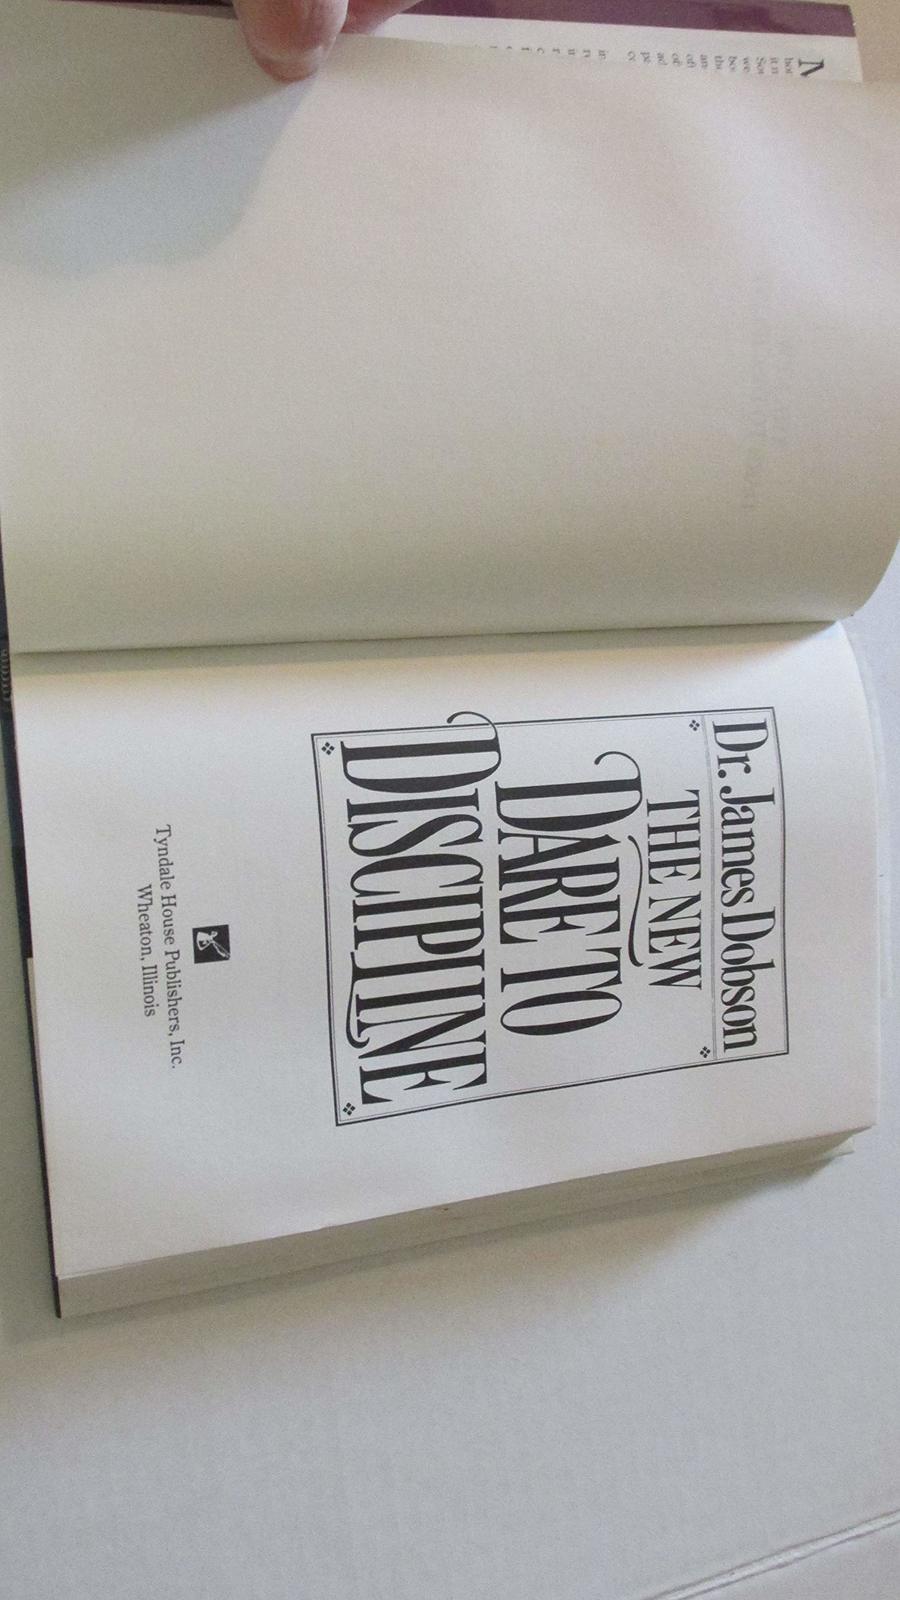 Dr. James Dobson
THE NEW
DARE TO
DISCIPLINE
Tyndale House Publishers, Inc.
Wheaton, Illinois